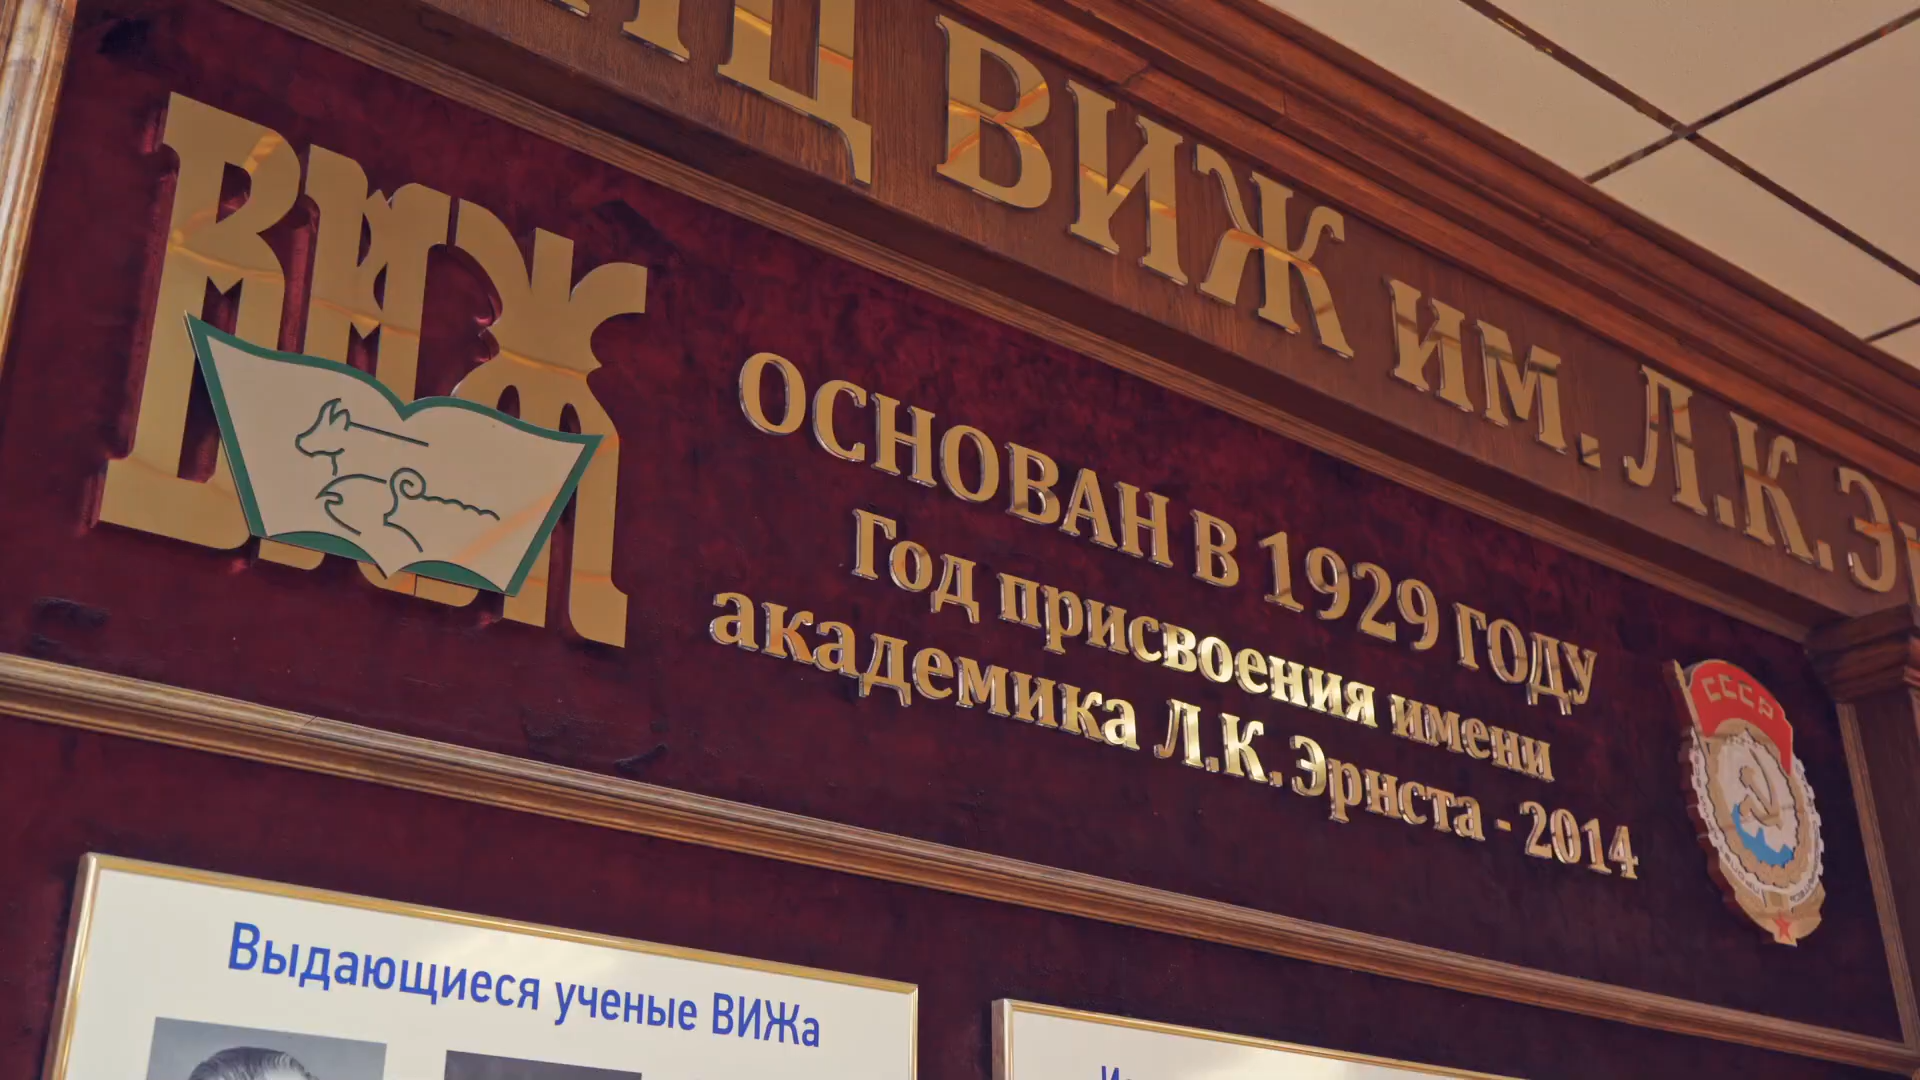 ВИЖ им. Л.К. Э
ВИЖ
ОСНОВАН В 1929 ГОДУ
Год присвоения имени
академика Л.К. Эрнста - 2014
СССР
Выдающиеся ученые ВИЖа